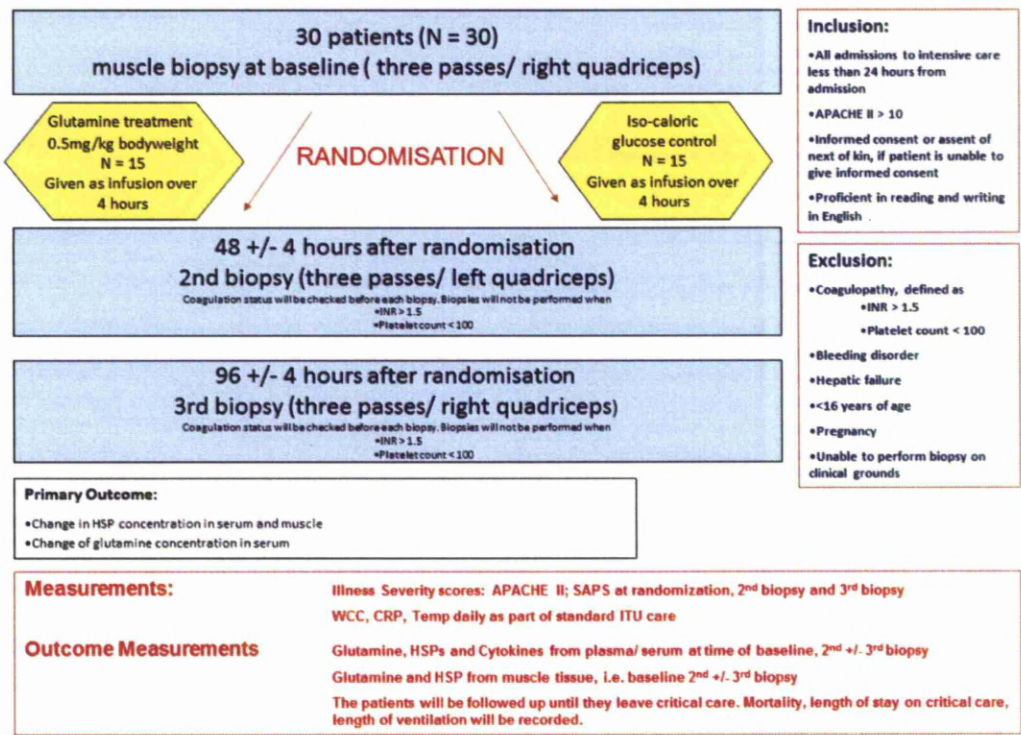 30 patients (N = 30)
muscle biopsy at baseline ( three passes/ right quadriceps)
Glutamine treatment
0.5mg/kg bodyweight
N = 15
Given as infusion over
4 hours
RANDOMISATION
Iso-caloric
glucose control
N = 15
Given as infusion over
4 hours
48 +/- 4 hours after randomisation
2nd biopsy (three passes/ left quadriceps)
Coagulation status will be checked before each biopsy. Biopsies will not be performed when
•INR > 1.5
•Platelet count < 100
96 +/- 4 hours after randomisation
3rd biopsy (three passes/ right quadriceps)
Coagulation status will be checked before each biopsy. Biopsies will not be performed when
•INR > 1.5
•Platelet count < 100
Inclusion:
•All admissions to intensive care
less than 24 hours from
admission
•APACHE II > 10
•Informed consent or assent of
next of kin, if patient is unable to
give informed consent
•Proficient in reading and writing
in English .
Exclusion:
•Coagulopathy, defined as
•INR > 1.5
•Platelet count < 100
•Bleeding disorder
•Hepatic failure
•<16 years of age
•Pregnancy
•Unable to perform biopsy on
clinical grounds
Primary Outcome:
•Change in HSP concentration in serum and muscle
•Change of glutamine concentration in serum
Measurements: Illness Severity scores: APACHE II; SAPS at randomization, 2nd biopsy and 3rd biopsy
WCC, CRP, Temp daily as part of standard ITU care
Outcome Measurements Glutamine, HSPs and Cytokines from plasma/ serum at time of baseline, 2nd +/- 3rd biopsy
Glutamine and HSP from muscle tissue, i.e. baseline 2nd +/- 3rd biopsy
The patients will be followed up until they leave critical care. Mortality, length of stay on critical care,
length of ventilation will be recorded.